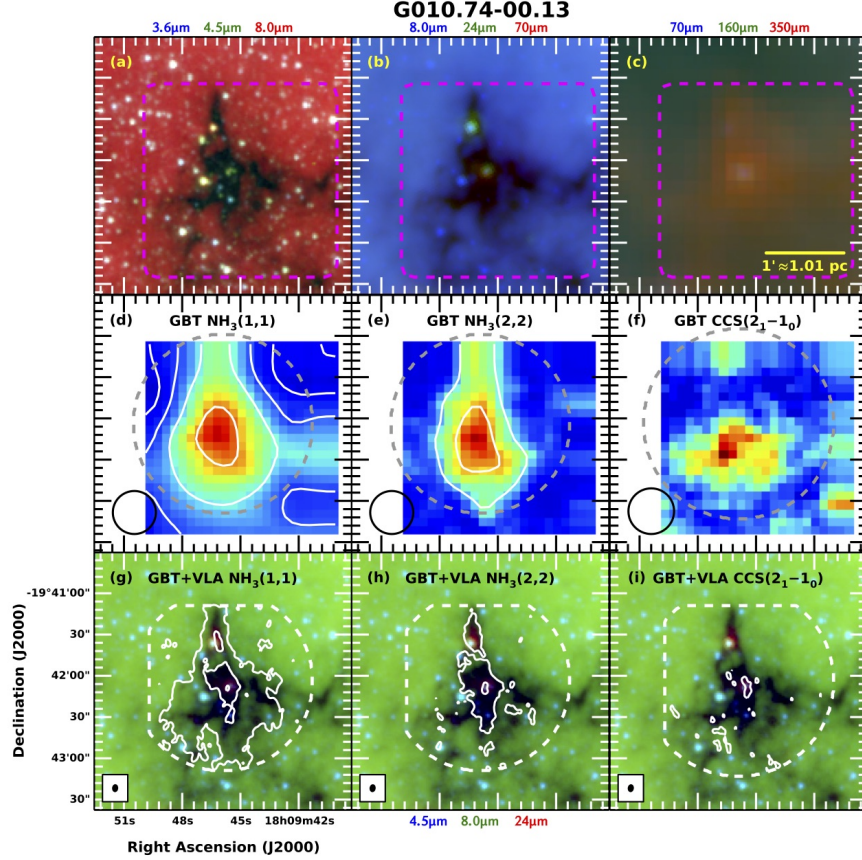 G010.74-00.13
3.6μm 4.5μm 8.0μm
8.0μm 24μm 70μm
70μm 160μm 350μm
(a)
(b)
(c)
1'≈1.01 pc
(d) GBT NH₃(1,1)
(e) GBT NH₃(2,2)
(f) GBT CCS(2₁−1₀)
(g) GBT+VLA NH₃(1,1)
(h) GBT+VLA NH₃(2,2)
(i) GBT+VLA CCS(2₁−1₀)
-19°41'00"
30"
42'00"
30"
43'00"
30"
Declination (J2000)
51s 48s 45s 18h09m42s
4.5μm 8.0μm 24μm
Right Ascension (J2000)